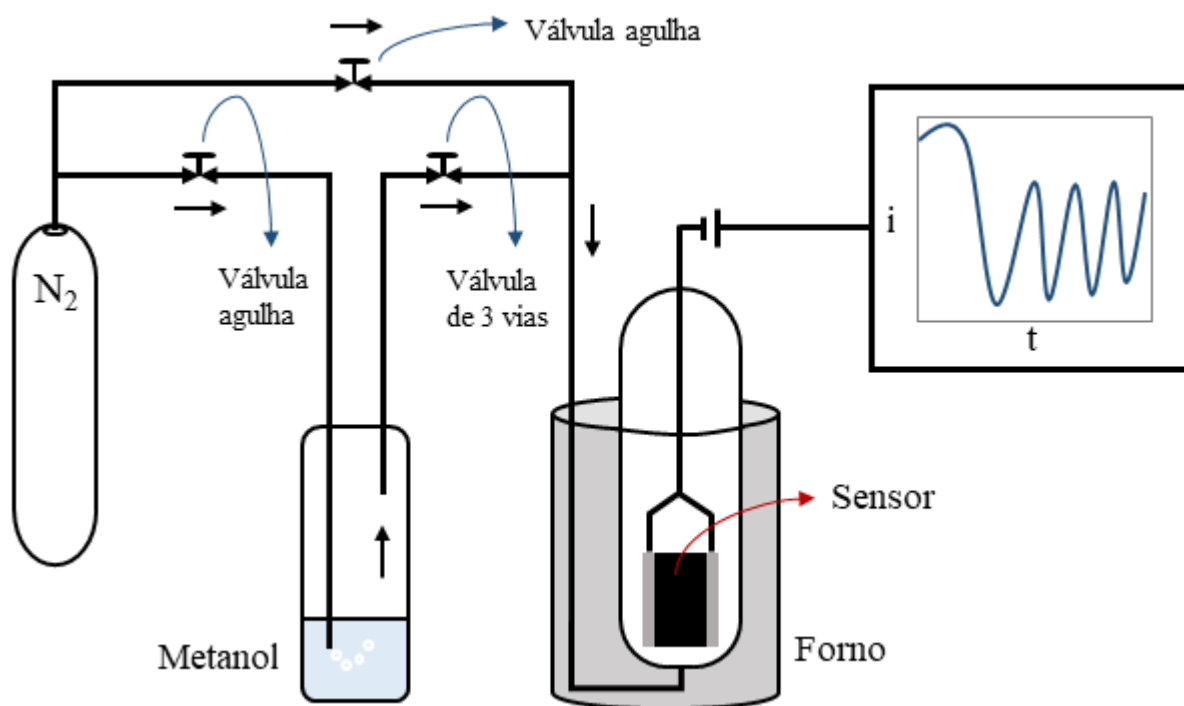 Válvula agulha
N2
Válvula
agulha
Válvula
de 3 vias
i
t
Sensor
Metanol
Forno